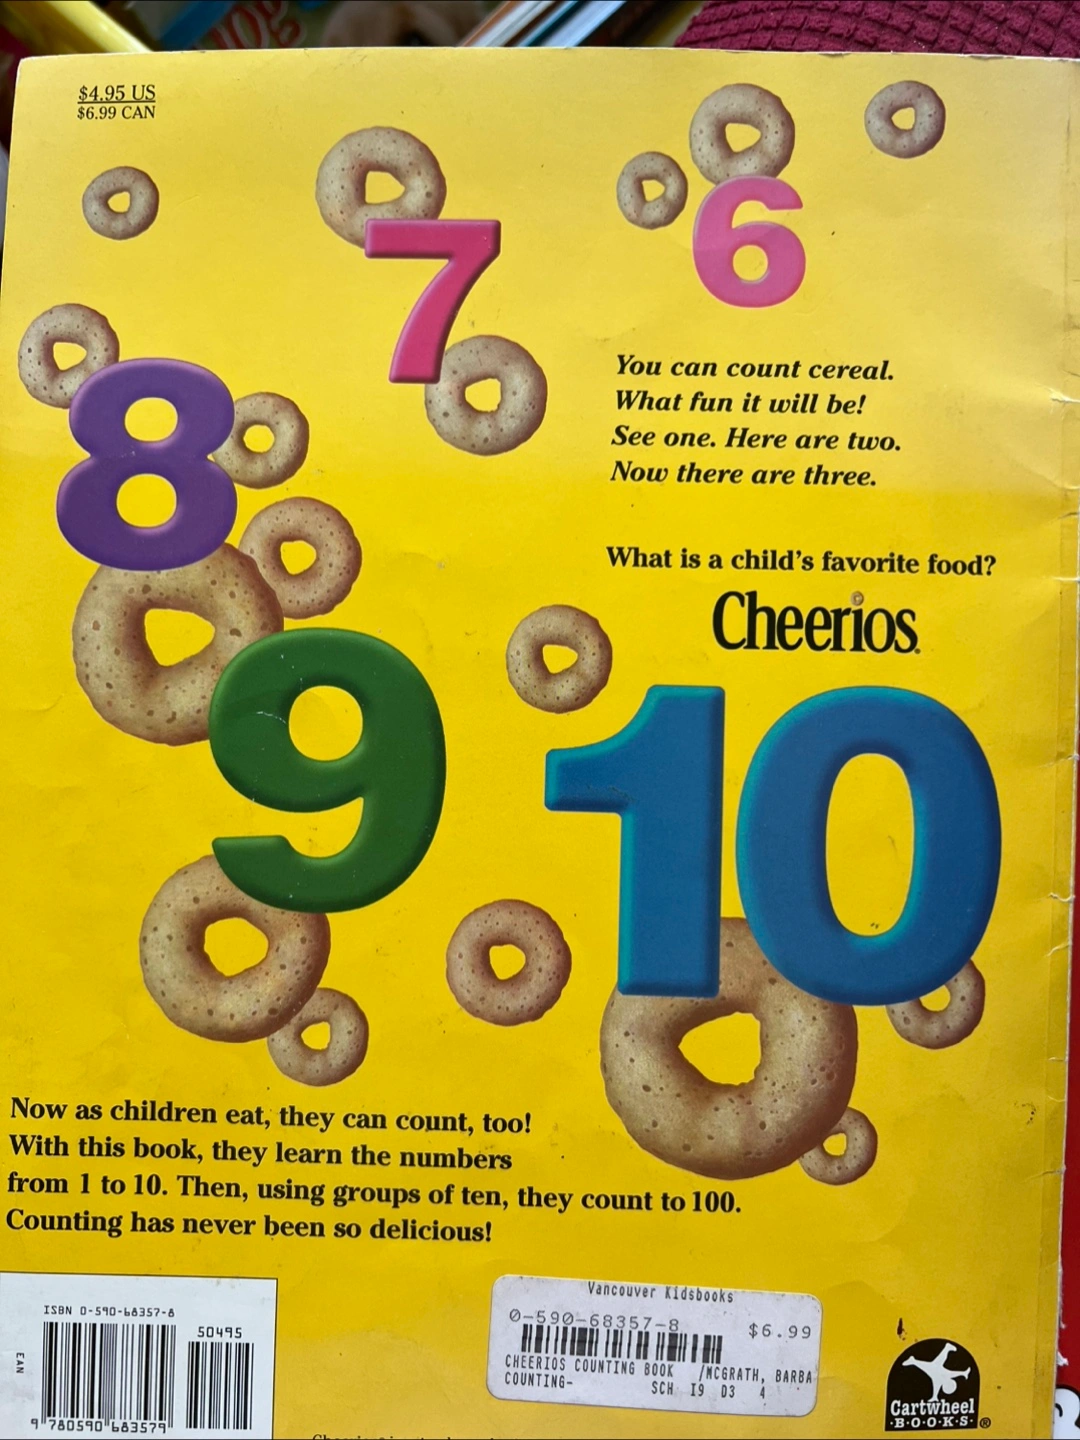 $4.95 US
$6.99 CAN
6
7
8
You can count cereal.
What fun it will be!
See one. Here are two.
Now there are three.
What is a child's favorite food?
Cheerios®
9
10
Now as children eat, they can count, too!
With this book, they learn the numbers
from 1 to 10. Then, using groups of ten, they count to 100.
Counting has never been so delicious!
ISBN 0-590-68357-8
50495
EAN
9 780590 683579
Vancouver Kidsbooks
0-590-68357-8
$6.99
CHEERIOS COUNTING BOOK /MCGRATH, BARBA
COUNTING- SCH I9 D3 4
Cartwheel
·B·O·O·K·S·®